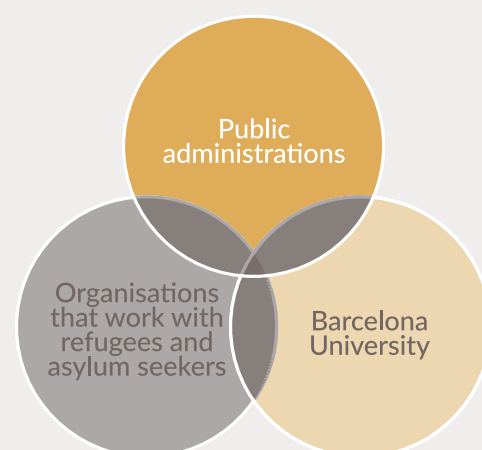 Public
administrations
Organisations
that work with
refugees and
asylum seekers
Barcelona
University